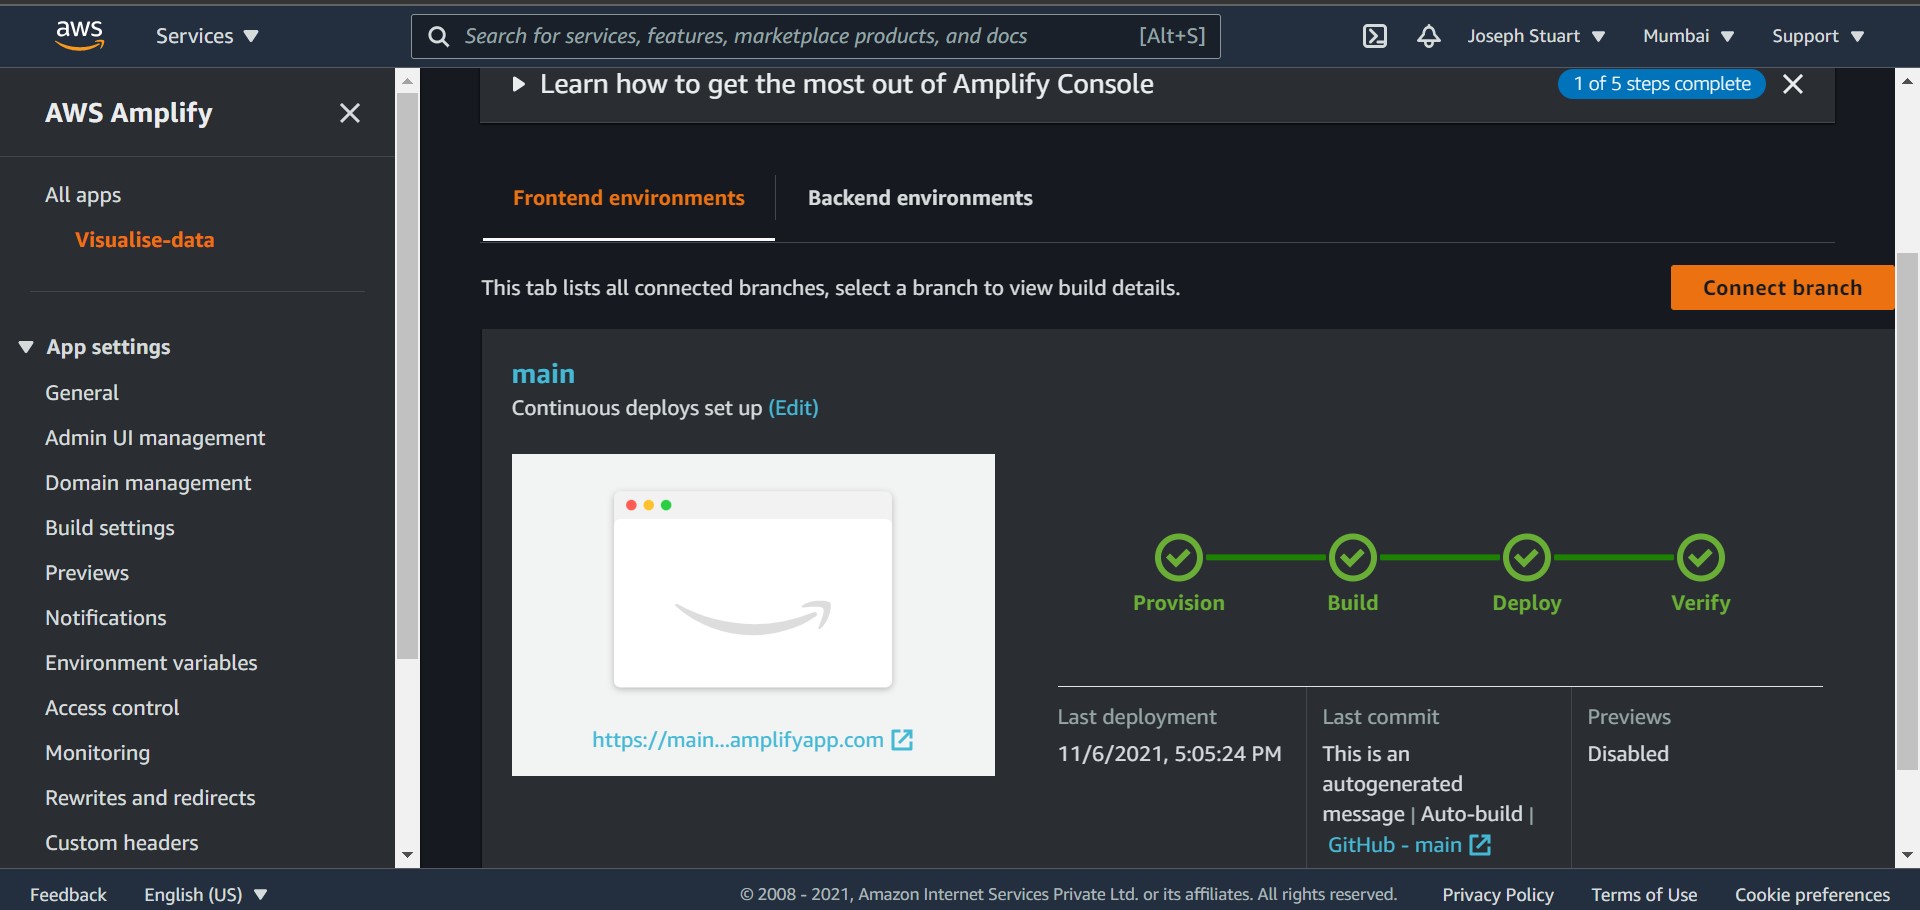 aws
Services
Search for services, features, marketplace products, and docs
[Alt+S]
Joseph Stuart
Mumbai
Support
AWS Amplify
All apps
Visualise-data
App settings
General
Admin UI management
Domain management
Build settings
Previews
Notifications
Environment variables
Access control
Monitoring
Rewrites and redirects
Custom headers
Learn how to get the most out of Amplify Console
1 of 5 steps complete
Frontend environments
Backend environments
This tab lists all connected branches, select a branch to view build details.
Connect branch
main
Continuous deploys set up (Edit)
https://main...amplifyapp.com
Provision
Build
Deploy
Verify
Last deployment
11/6/2021, 5:05:24 PM
Last commit
This is an
autogenerated
message | Auto-build |
GitHub - main
Previews
Disabled
Feedback
English (US)
© 2008 - 2021, Amazon Internet Services Private Ltd. or its affiliates. All rights reserved.
Privacy Policy
Terms of Use
Cookie preferences